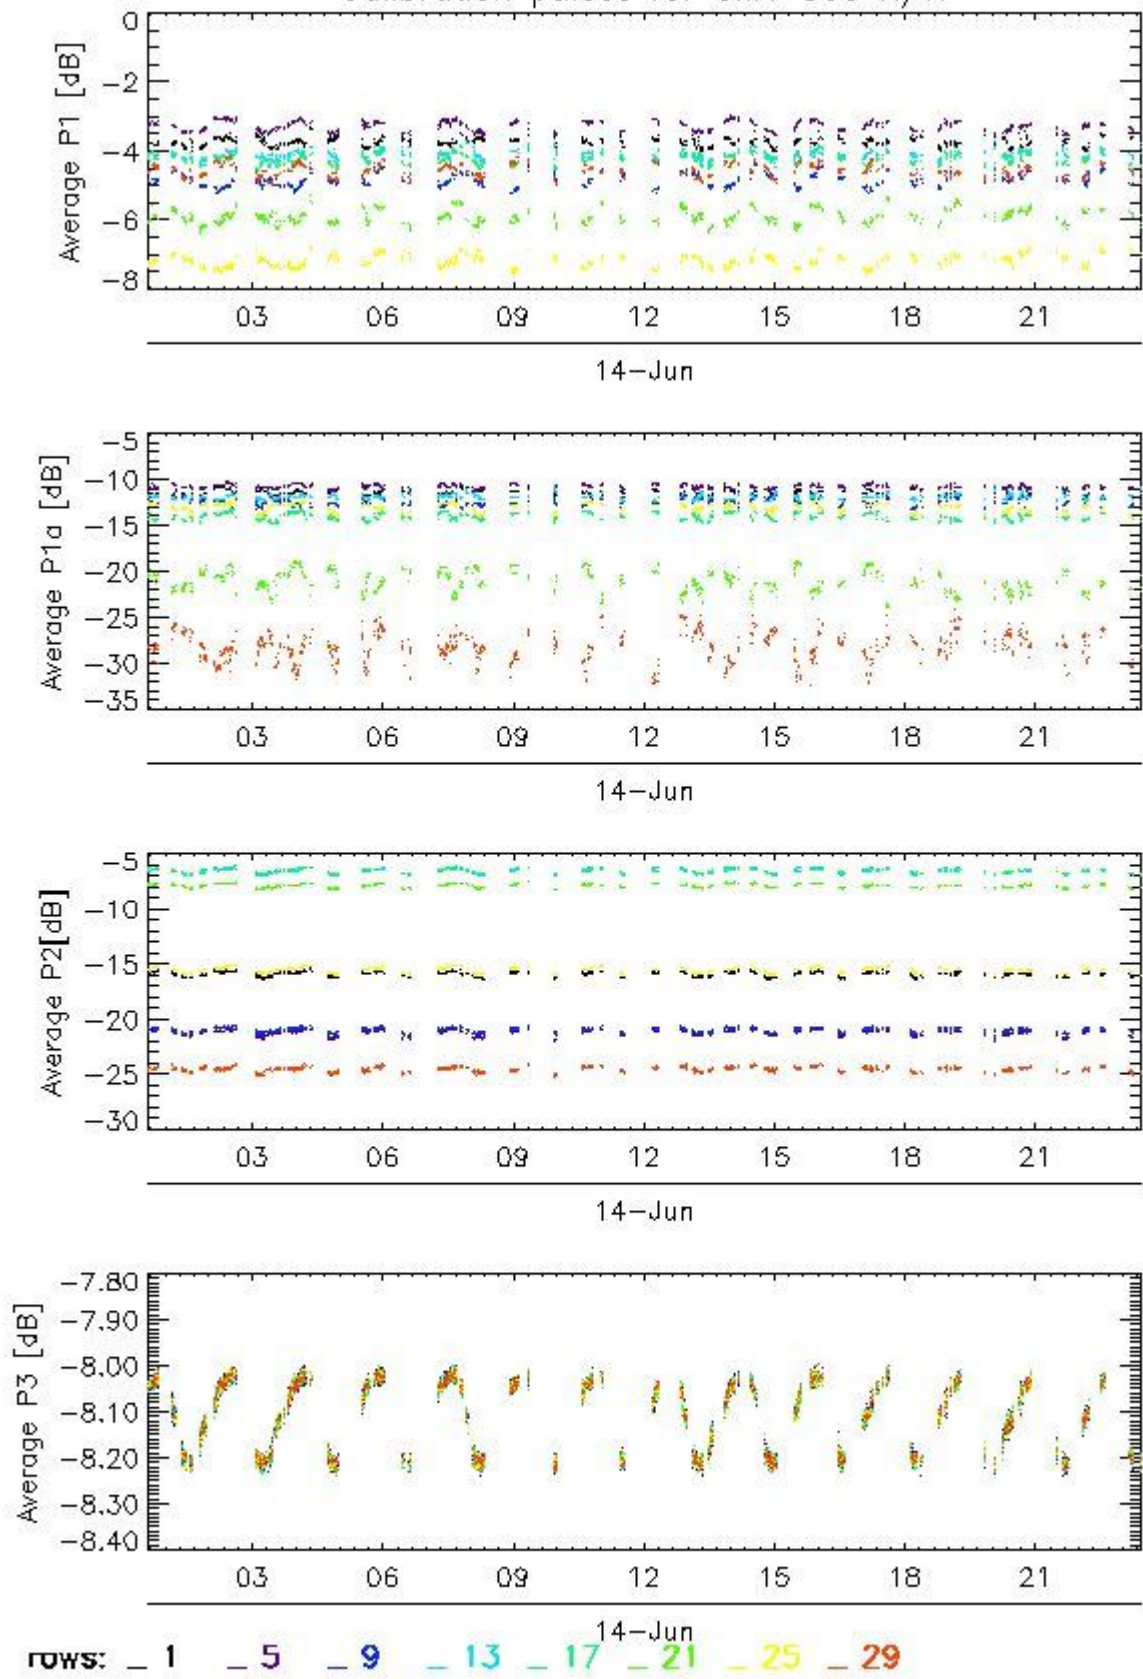 Average P1 [dB]
0
-2
-4
-6
-8
03 06 09 12 15 18 21
14-Jun
Average P1a [dB]
-5
-10
-15
-20
-25
-30
-35
03 06 09 12 15 18 21
14-Jun
Average P2[dB]
-5
-10
-15
-20
-25
-30
03 06 09 12 15 18 21
14-Jun
Average P3 [dB]
-7.80
-7.90
-8.00
-8.10
-8.20
-8.30
-8.40
03 06 09 12 15 18 21
14-Jun
rows: _ 1 _ 5 _ 9 _ 13 _ 17 _ 21 _ 25 _ 29